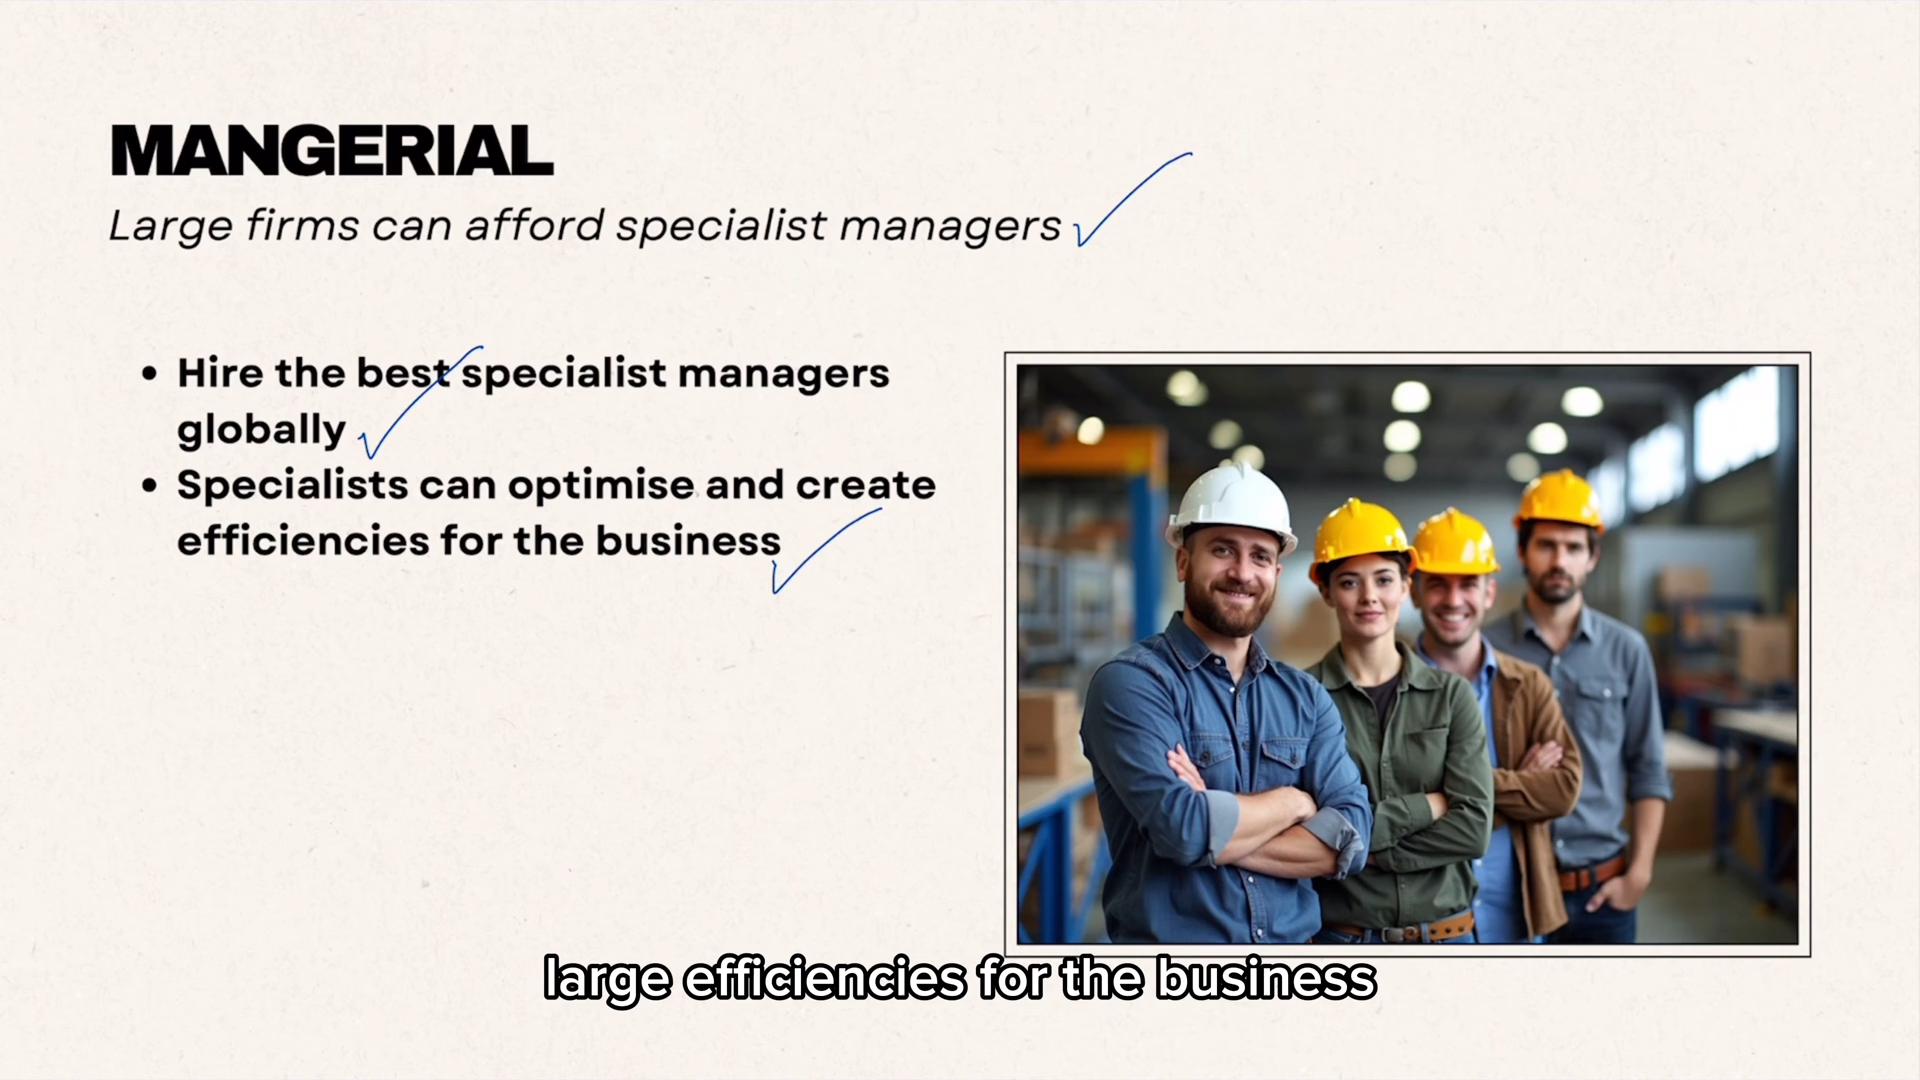 MANGERIAL
Large firms can afford specialist managers
• Hire the best specialist managers
globally
• Specialists can optimise and create
efficiencies for the business
large efficiencies for the business